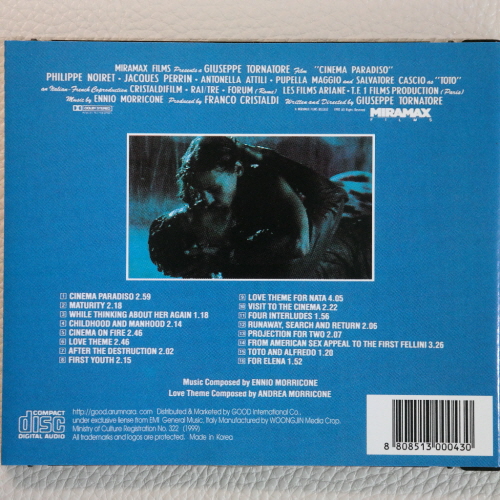 MIRAMAX FILMS Presents a GIUSEPPE TORNATORE Film "CINEMA PARADISO"
PHILIPPE NOIRET • JACQUES PERRIN • ANTONELLA ATTILI • PUPELLA MAGGIO and SALVATORE CASCIO as "TOTO"
an Italian-French Coproduction CRISTALDIFILM • RAI/TRE • FORUM (Rome) LES FILMS ARIANE • T.F. 1 FILMS PRODUCTION (Paris)
Music by ENNIO MORRICONE Produced by FRANCO CRISTALDI Written and Directed by GIUSEPPE TORNATORE
DOLBY STEREO
MIRAMAX
FILMS
1 CINEMA PARADISO 2.59
2 MATURITY 2.18
3 WHILE THINKING ABOUT HER AGAIN 1.18
4 CHILDHOOD AND MANHOOD 2.14
5 CINEMA ON FIRE 2.46
6 LOVE THEME 2.46
7 AFTER THE DESTRUCTION 2.02
8 FIRST YOUTH 2.15
9 LOVE THEME FOR NATA 4.05
10 VISIT TO THE CINEMA 2.22
11 FOUR INTERLUDES 1.56
12 RUNAWAY, SEARCH AND RETURN 2.06
13 PROJECTION FOR TWO 2.07
14 FROM AMERICAN SEX APPEAL TO THE FIRST FELLINI 3.26
15 TOTO AND ALFREDO 1.20
16 FOR ELENA 1.52
Music Composed by ENNIO MORRICONE
Love Theme Composed by ANDREA MORRICONE
COMPACT
disc
DIGITAL AUDIO
http://good.arumnara.com Distributed & Marketed by GOOD International Co.,
under exclusive license from EMI General Music, Italy Manufactured by WOONGJIN Media Crop.
Ministry of Culture Registration No. 322 (1999)
All trademarks and logos are protected. Made in Korea
8 808513 000430